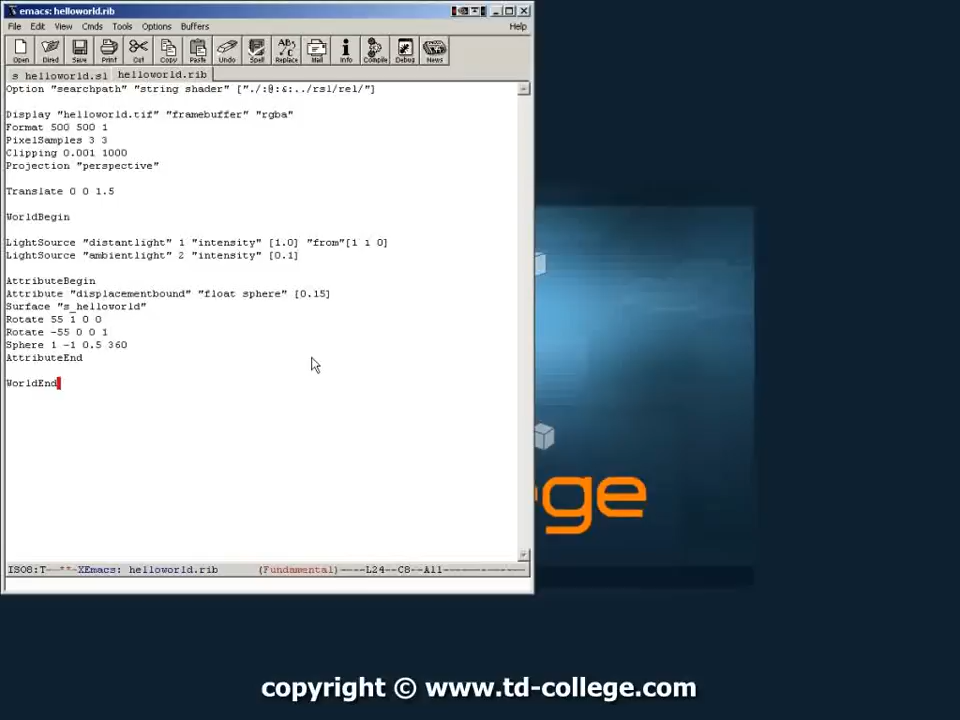 emacs: helloworld.rib
File Edit View Cmds Tools Options Buffers Help
Open Dired Save Print Cut Copy Paste Undo Spell Replace Mail Info Compile Debug News
s helloworld.sl helloworld.rib
Option "searchpath" "string shader" ["./:@:&:../rsl/rel/"]
Display "helloworld.tif" "framebuffer" "rgba"
Format 500 500 1
PixelSamples 3 3
Clipping 0.001 1000
Projection "perspective"
Translate 0 0 1.5
WorldBegin
LightSource "distantlight" 1 "intensity" [1.0] "from"[1 1 0]
LightSource "ambientlight" 2 "intensity" [0.1]
AttributeBegin
Attribute "displacementbound" "float sphere" [0.15]
Surface "s_helloworld"
Rotate 55 1 0 0
Rotate -55 0 0 1
Sphere 1 -1 0.5 360
AttributeEnd
WorldEnd
ege
ISO8:T--**-XEmacs: helloworld.rib (Fundamental)----L24--C8--All----------
copyright © www.td-college.com